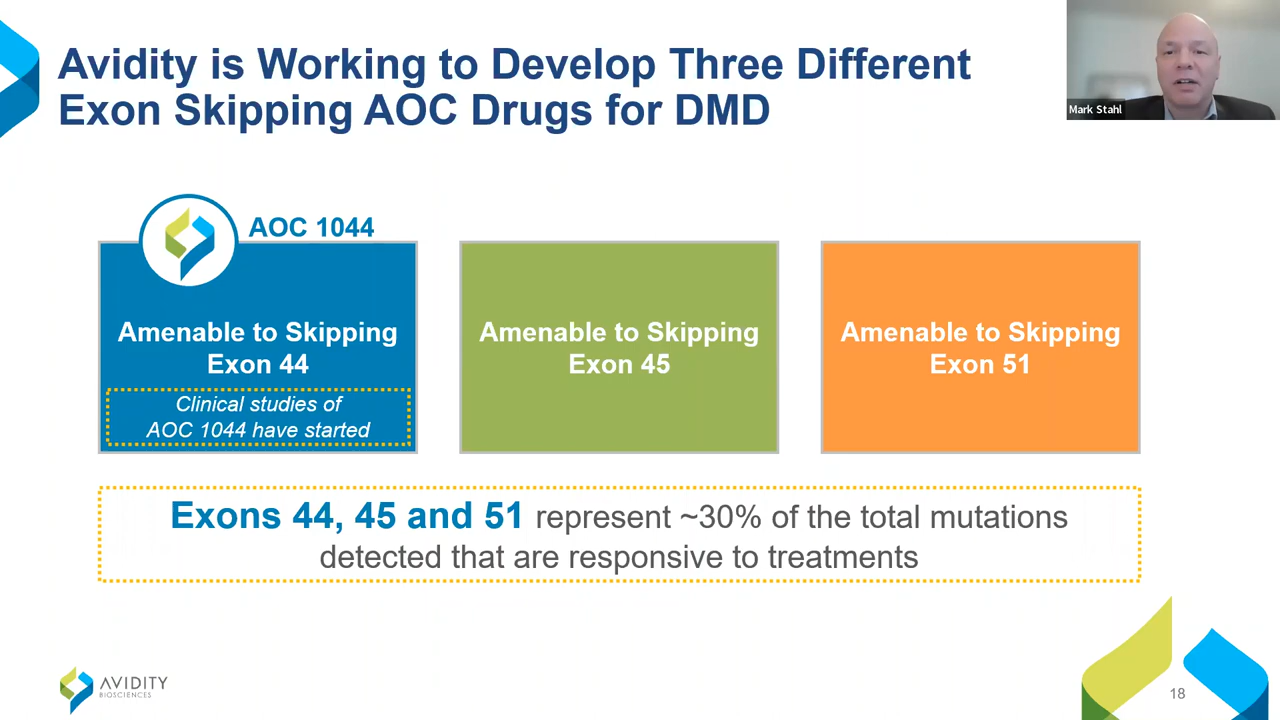 Avidity is Working to Develop Three Different
Exon Skipping AOC Drugs for DMD
Mark Stahl
AOC 1044
Amenable to Skipping
Exon 44
Clinical studies of
AOC 1044 have started
Amenable to Skipping
Exon 45
Amenable to Skipping
Exon 51
Exons 44, 45 and 51 represent ~30% of the total mutations
detected that are responsive to treatments
AVIDITY
BIOSCIENCES
18